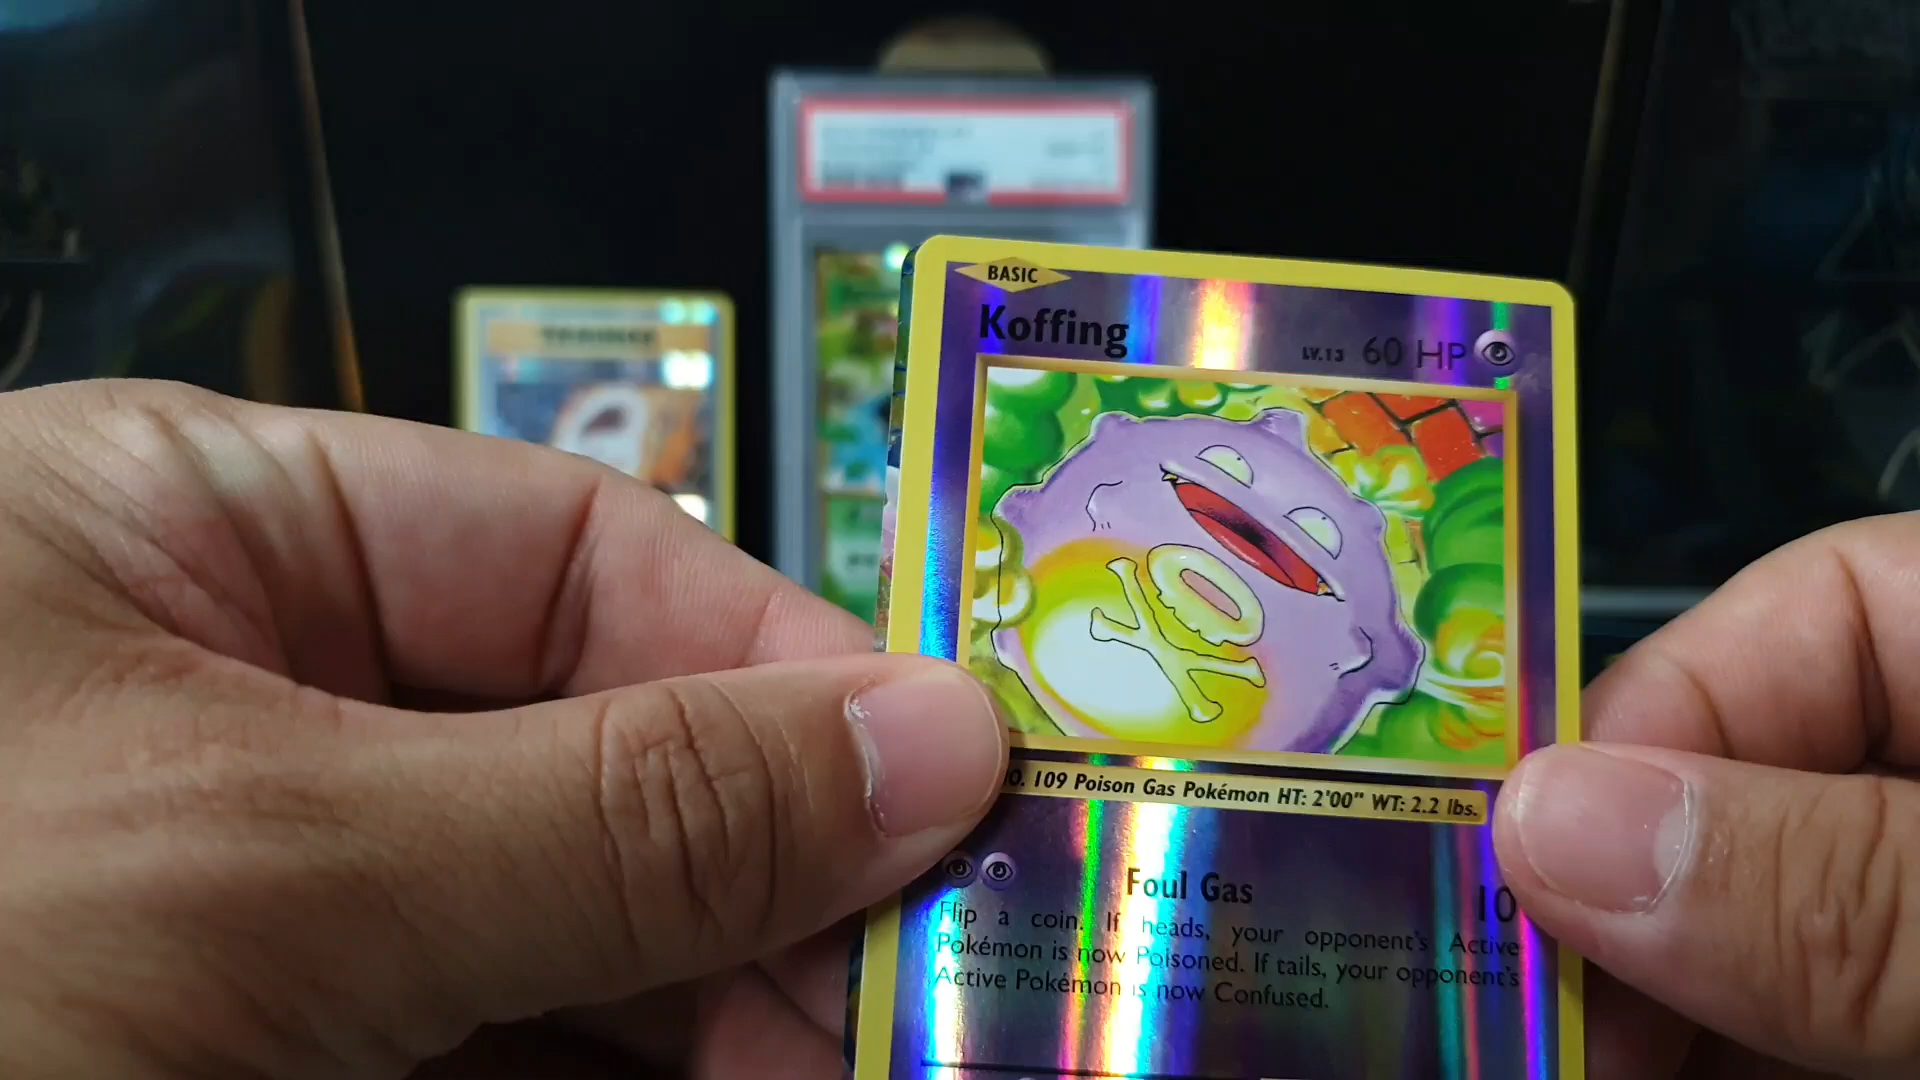 BASIC
Koffing
LV.13 60 HP
109 Poison Gas Pokémon HT: 2'00" WT: 2.2 lbs.
Foul Gas 10
Flip a coin. If heads, your opponent's Active
Pokémon is now Poisoned. If tails, your opponent's
Active Pokémon is now Confused.